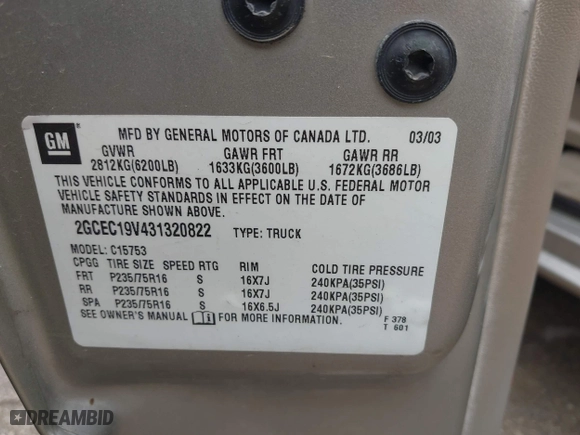 GM
MFD BY GENERAL MOTORS OF CANADA LTD. 03/03
GVWR GAWR FRT GAWR RR
2812KG(6200LB) 1633KG(3600LB) 1672KG(3686LB)
THIS VEHICLE CONFORMS TO ALL APPLICABLE U.S. FEDERAL MOTOR
VEHICLE SAFETY STANDARDS IN EFFECT ON THE DATE OF
MANUFACTURE SHOWN ABOVE.
2GCEC19V431320822 TYPE: TRUCK
MODEL: C15753
CPGG TIRE SIZE SPEED RTG RIM COLD TIRE PRESSURE
FRT P235/75R16 S 16X7J 240KPA(35PSI)
RR P235/75R16 S 16X7J 240KPA(35PSI)
SPA P235/75R16 S 16X6.5J 240KPA(35PSI)
SEE OWNER'S MANUAL FOR MORE INFORMATION. F 378
T 601
DREAMBID